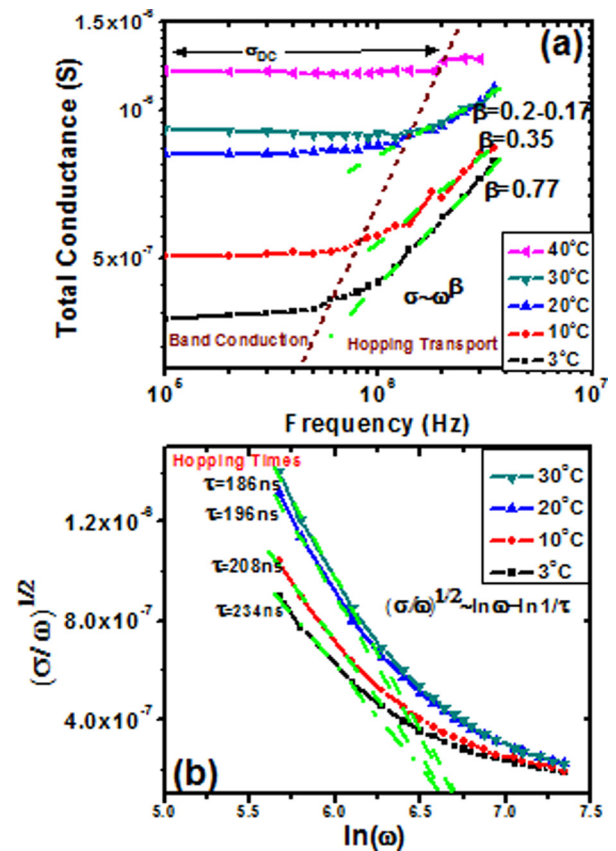 1.5x10⁻⁶
(a)
σDC
10⁻⁶
β=0.2-0.17
β=0.35
β=0.77
5x10⁻⁷
Total Conductance (S)
40°C
30°C
20°C
10°C
3°C
σ~ω^β
Band Conduction
Hopping Transport
10⁵ 10⁶ 10⁷
Frequency (Hz)
Hopping Times
τ=186ns
τ=196ns
τ=208ns
τ=234ns
30°C
20°C
10°C
3°C
(σ/ω)^1/2~lnω-ln1/τ
1.2x10⁻⁶
8.0x10⁻⁷
4.0x10⁻⁷
(σ/ω)^1/2
(b)
5.0 5.5 6.0 6.5 7.0 7.5
ln(ω)